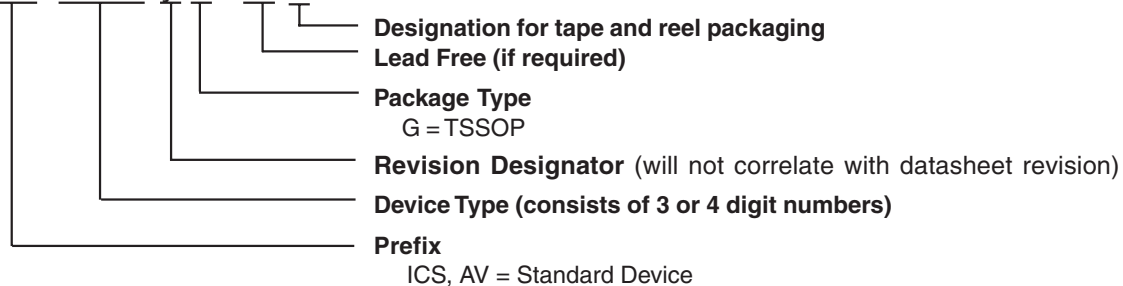 Designation for tape and reel packaging
Lead Free (if required)
Package Type
G = TSSOP
Revision Designator (will not correlate with datasheet revision)
Device Type (consists of 3 or 4 digit numbers)
Prefix
ICS, AV = Standard Device